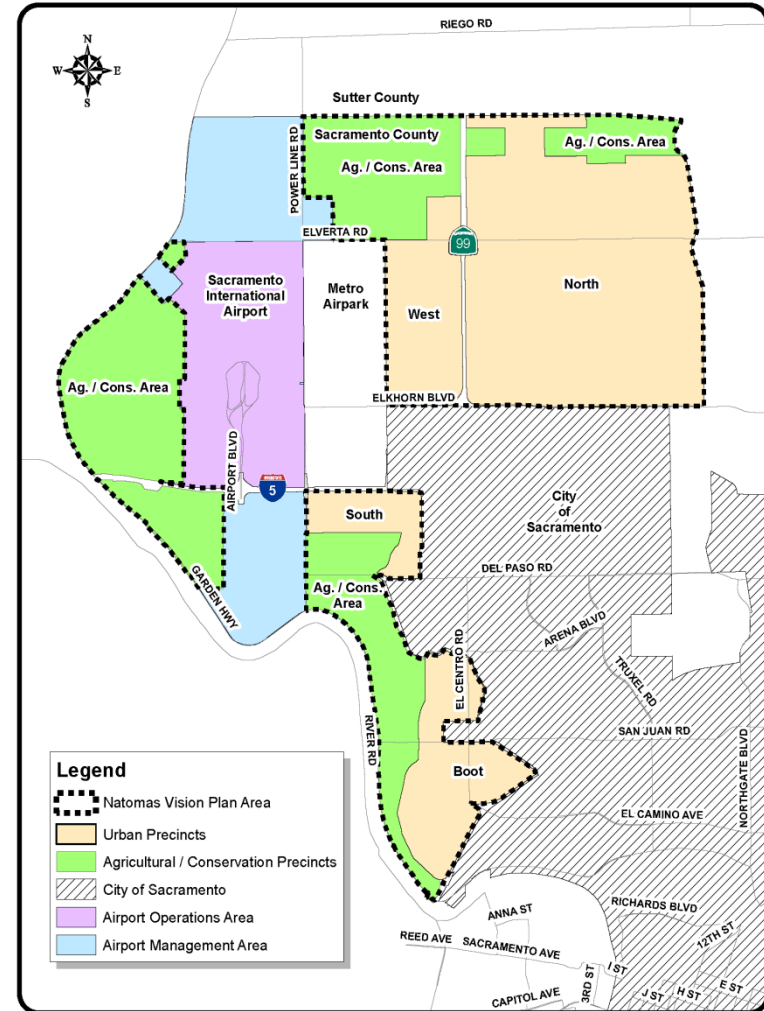 RIEGO RD
N
W
E
S
Sutter County
Sacramento County
Ag. / Cons. Area
Ag. / Cons. Area
POWER LINE RD
ELVERTA RD
99
Sacramento
International
Airport
Metro
Airpark
West
North
Ag. / Cons. Area
ELKHORN BLVD
AIRPORT BLVD
5
South
City
of
Sacramento
DEL PASO RD
Ag. / Cons.
Area
GARDEN HWY
ARENA BLVD
EL CENTRO RD
TRUXEL RD
RIVER RD
SAN JUAN RD
NORTHGATE BLVD
Boot
EL CAMINO AVE
Legend
Natomas Vision Plan Area
Urban Precincts
Agricultural / Conservation Precincts
City of Sacramento
Airport Operations Area
Airport Management Area
RICHARDS BLVD
ANNA ST
12TH ST
REED AVE
SACRAMENTO AVE
I ST
3RD ST
CAPITOL AVE
J ST
H ST
E ST